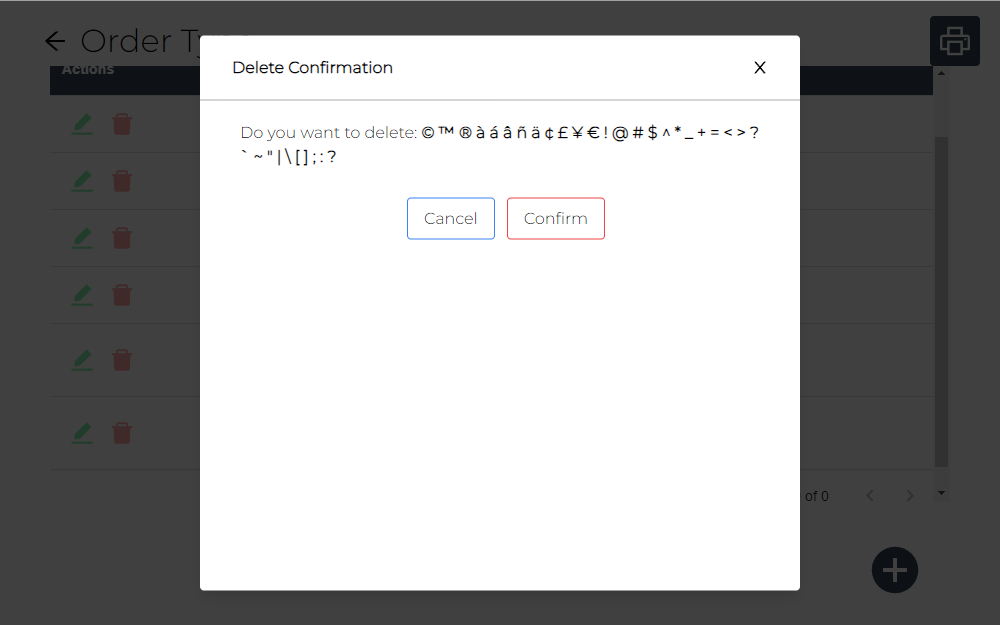 Order Ty
Actions
Delete Confirmation
X
Do you want to delete: © ™ ® à á â ñ ä ¢ £ ¥ € ! @ # $ ^ * _ + = < > ?
` ~ " | \ [ ] ; : ?
Cancel
Confirm
of 0